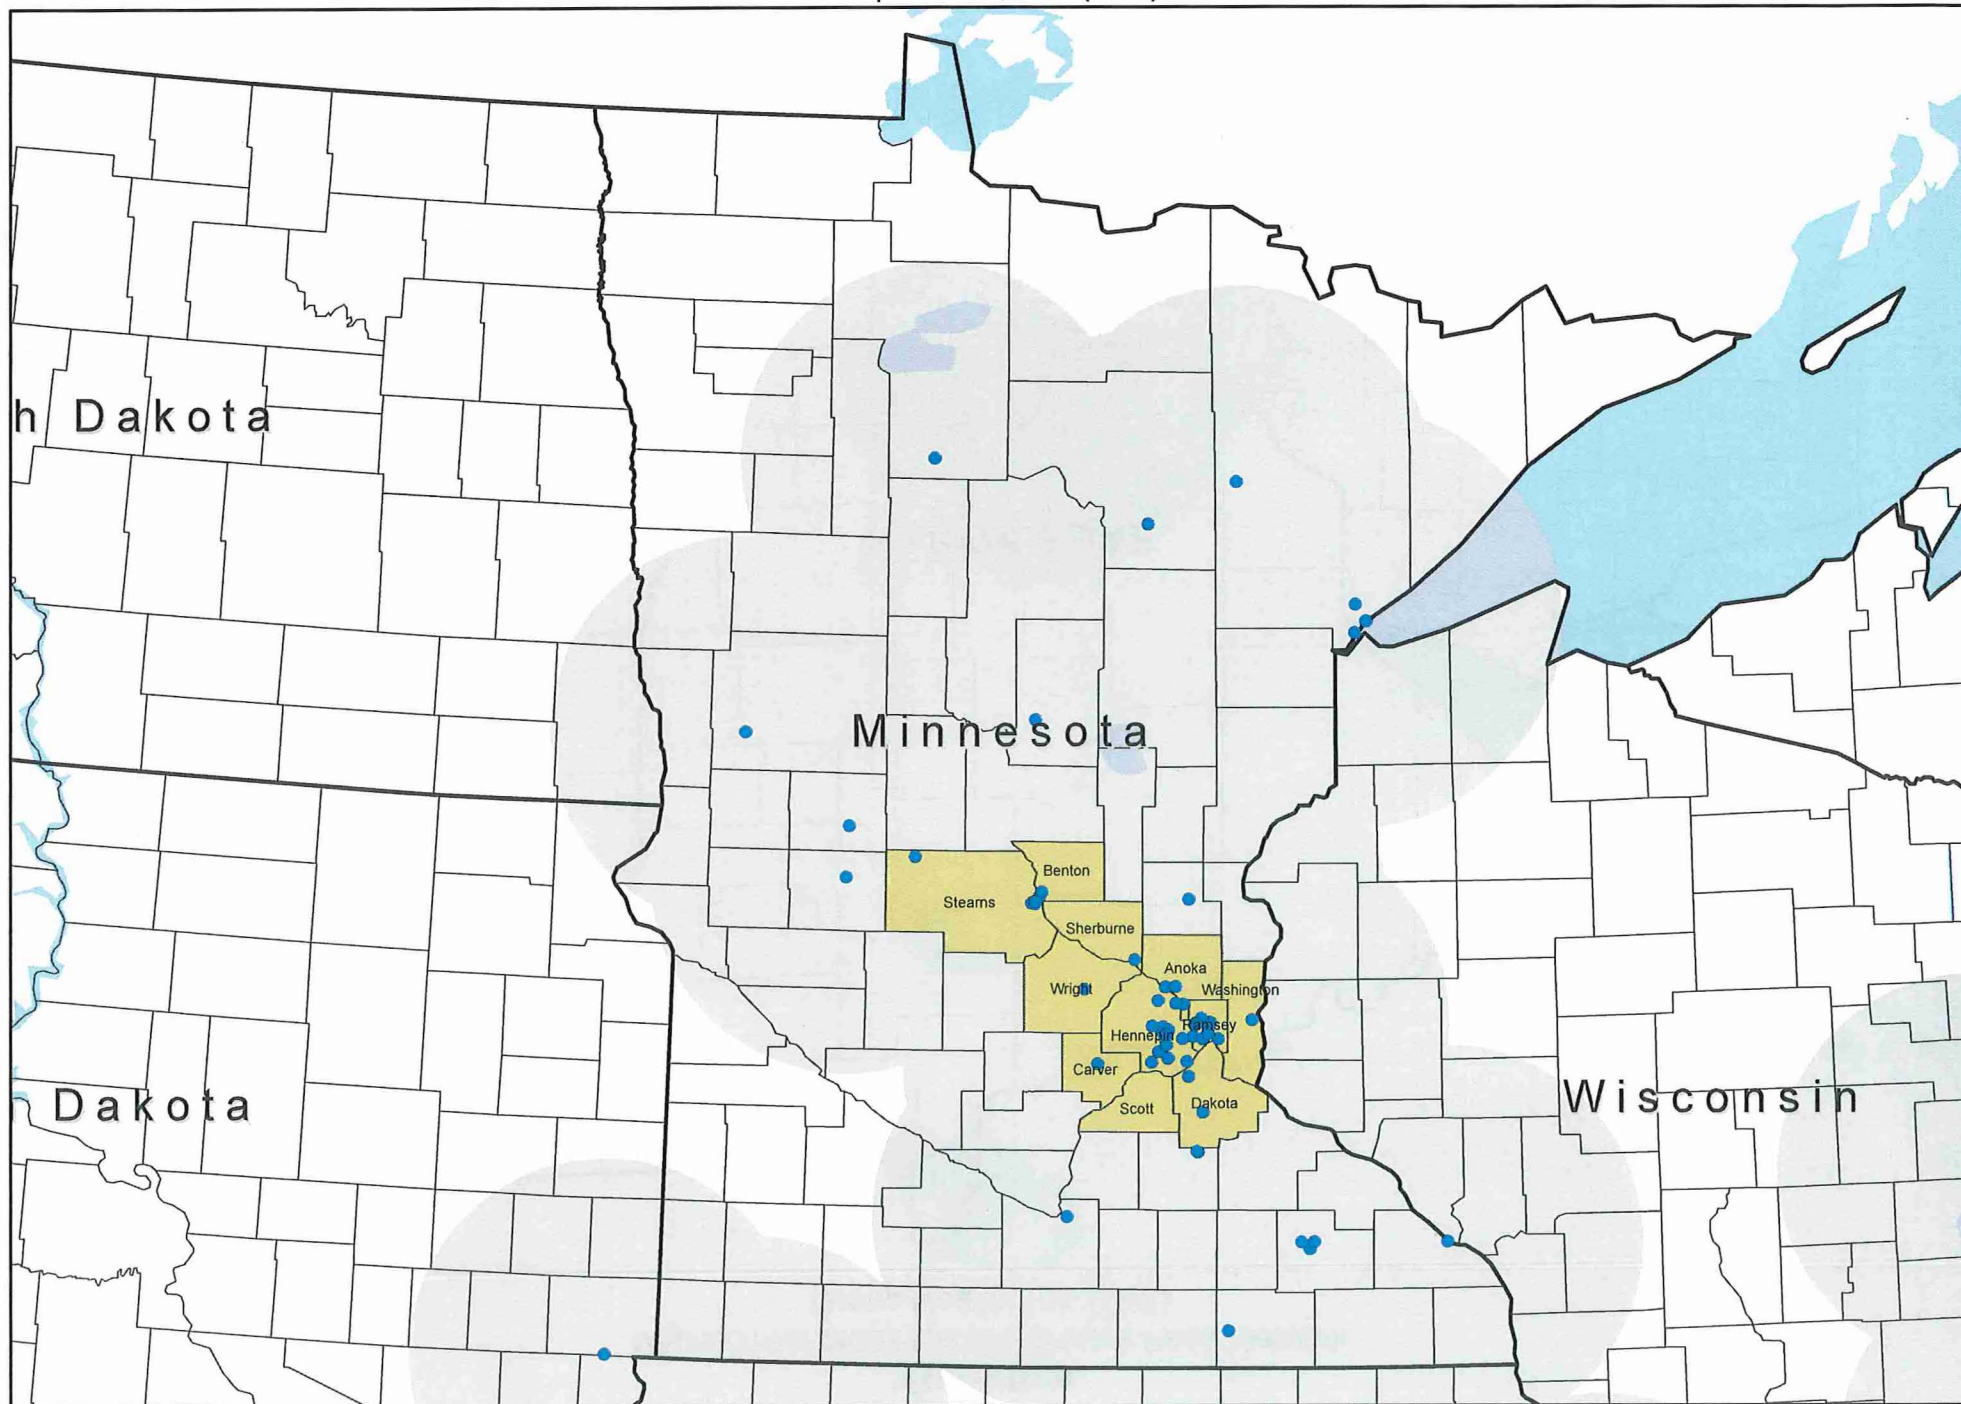 h Dakota
Minnesota
Benton
Stearns
Sherburne
Anoka
Wright
Washington
Ramsey
Hennepin
Carver
Scott
Dakota
Dakota
Wisconsin